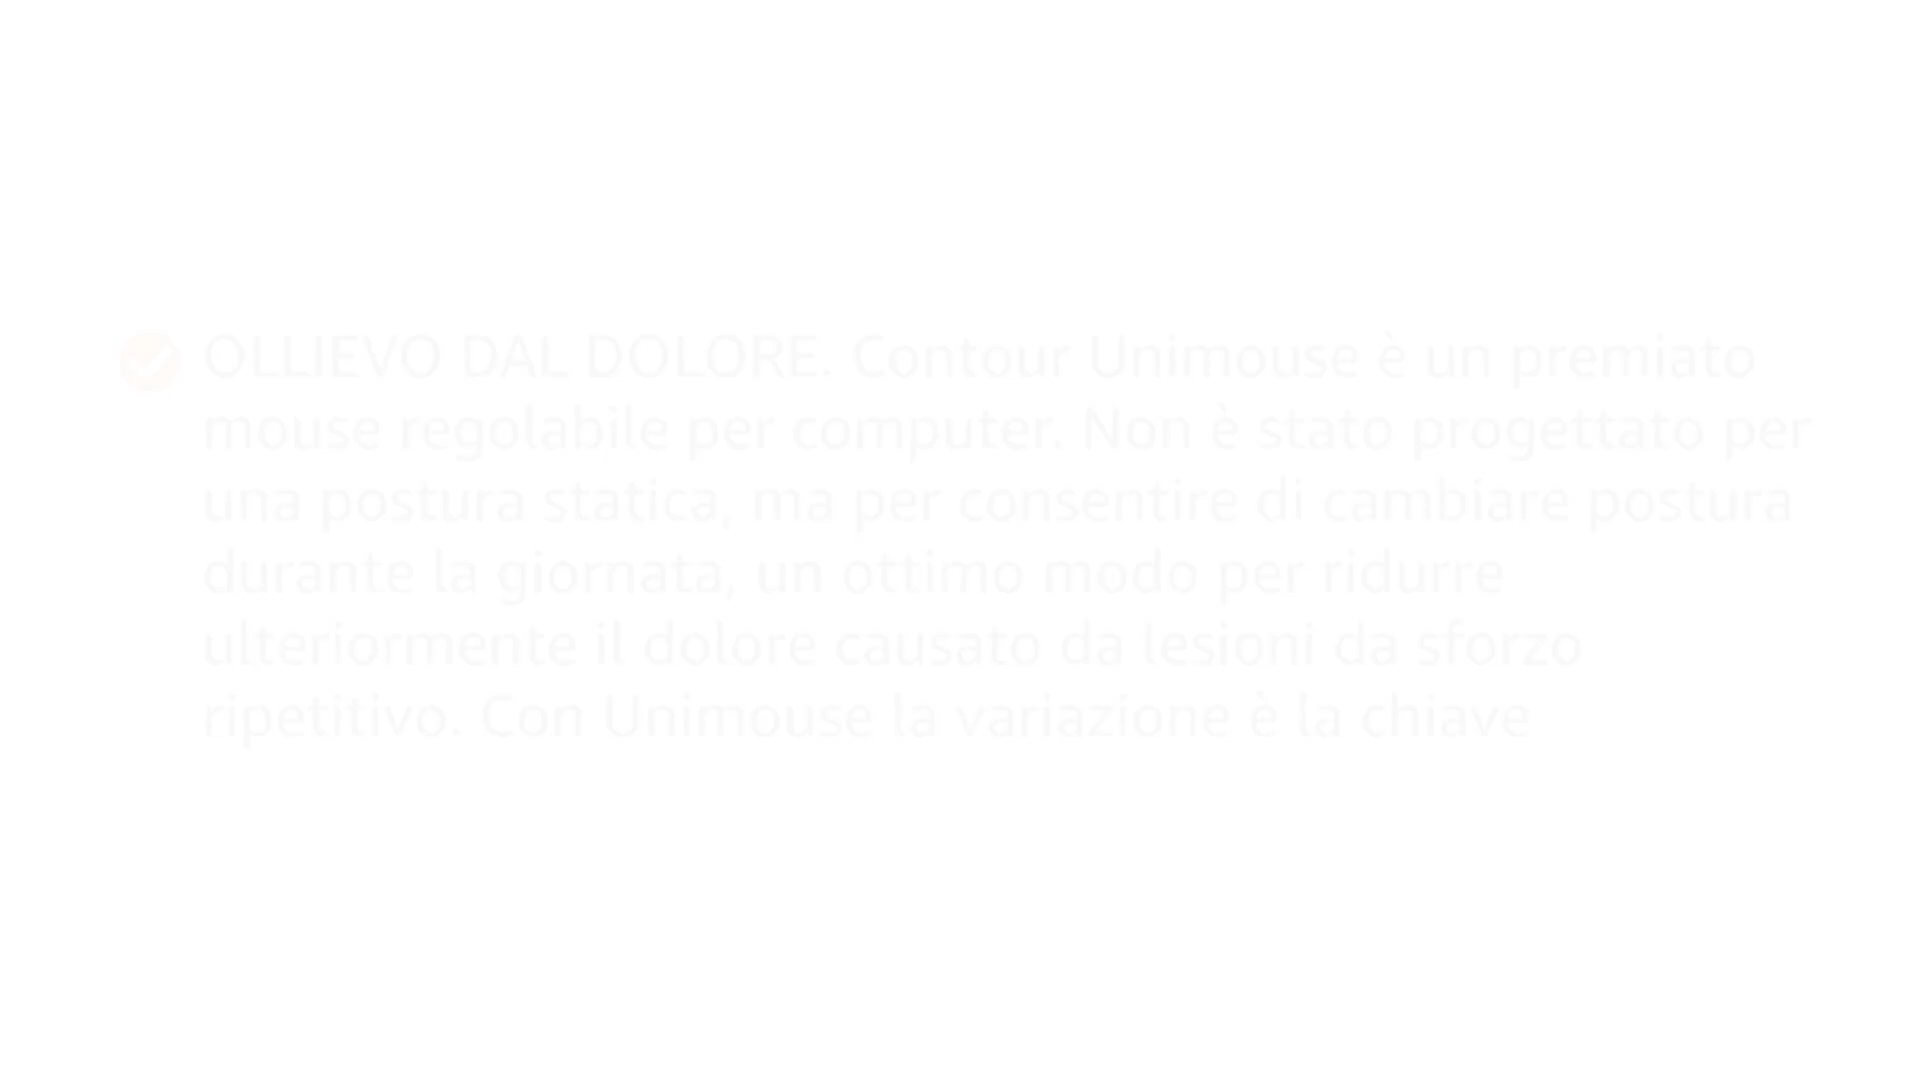 OLLIEVO DAL DOLORE. Contour Unimouse è un premiato
mouse regolabile per computer. Non è stato progettato per
una postura statica, ma per consentire di cambiare postura
durante la giornata, un ottimo modo per ridurre
ulteriormente il dolore causato da lesioni da sforzo
ripetitivo. Con Unimouse la variazione è la chiave